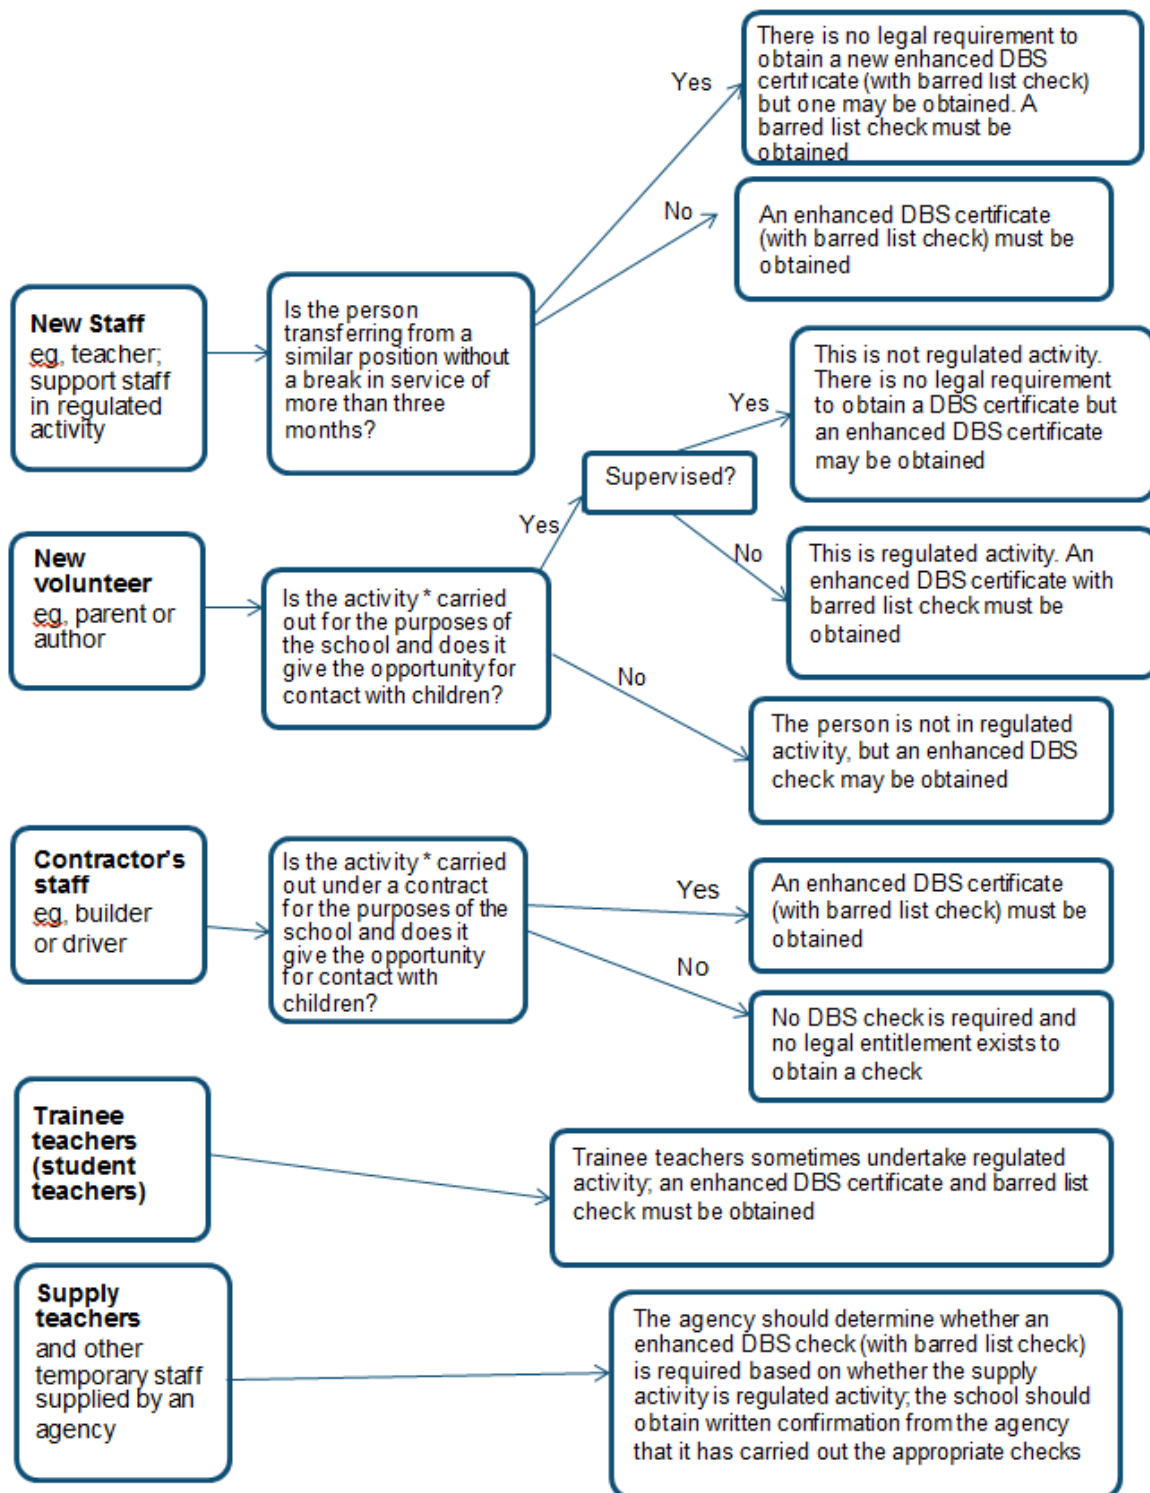 There is no legal requirement to
obtain a new enhanced DBS
certificate (with barred list check)
but one may be obtained. A
barred list check must be
obtained
Yes
No
An enhanced DBS certificate
(with barred list check) must be
obtained
New Staff
eg, teacher;
support staff
in regulated
activity
Is the person
transferring from a
similar position without
a break in service of
more than three
months?
This is not regulated activity.
There is no legal requirement
to obtain a DBS certificate but
an enhanced DBS certificate
may be obtained
Yes
Supervised?
Yes
No
This is regulated activity. An
enhanced DBS certificate with
barred list check must be
obtained
New
volunteer
eg, parent or
author
Is the activity * carried
out for the purposes of
the school and does it
give the opportunity for
contact with children?
No
The person is not in regulated
activity, but an enhanced DBS
check may be obtained
Contractor's
staff
eg, builder
or driver
Is the activity * carried
out under a contract
for the purposes of the
school and does it
give the opportunity
for contact with
children?
Yes
An enhanced DBS certificate
(with barred list check) must be
obtained
No
No DBS check is required and
no legal entitlement exists to
obtain a check
Trainee
teachers
(student
teachers)
Trainee teachers sometimes undertake regulated
activity; an enhanced DBS certificate and barred list
check must be obtained
Supply
teachers
and other
temporary staff
supplied by an
agency
The agency should determine whether an
enhanced DBS check (with barred list check)
is required based on whether the supply
activity is regulated activity; the school should
obtain written confirmation from the agency
that it has carried out the appropriate checks